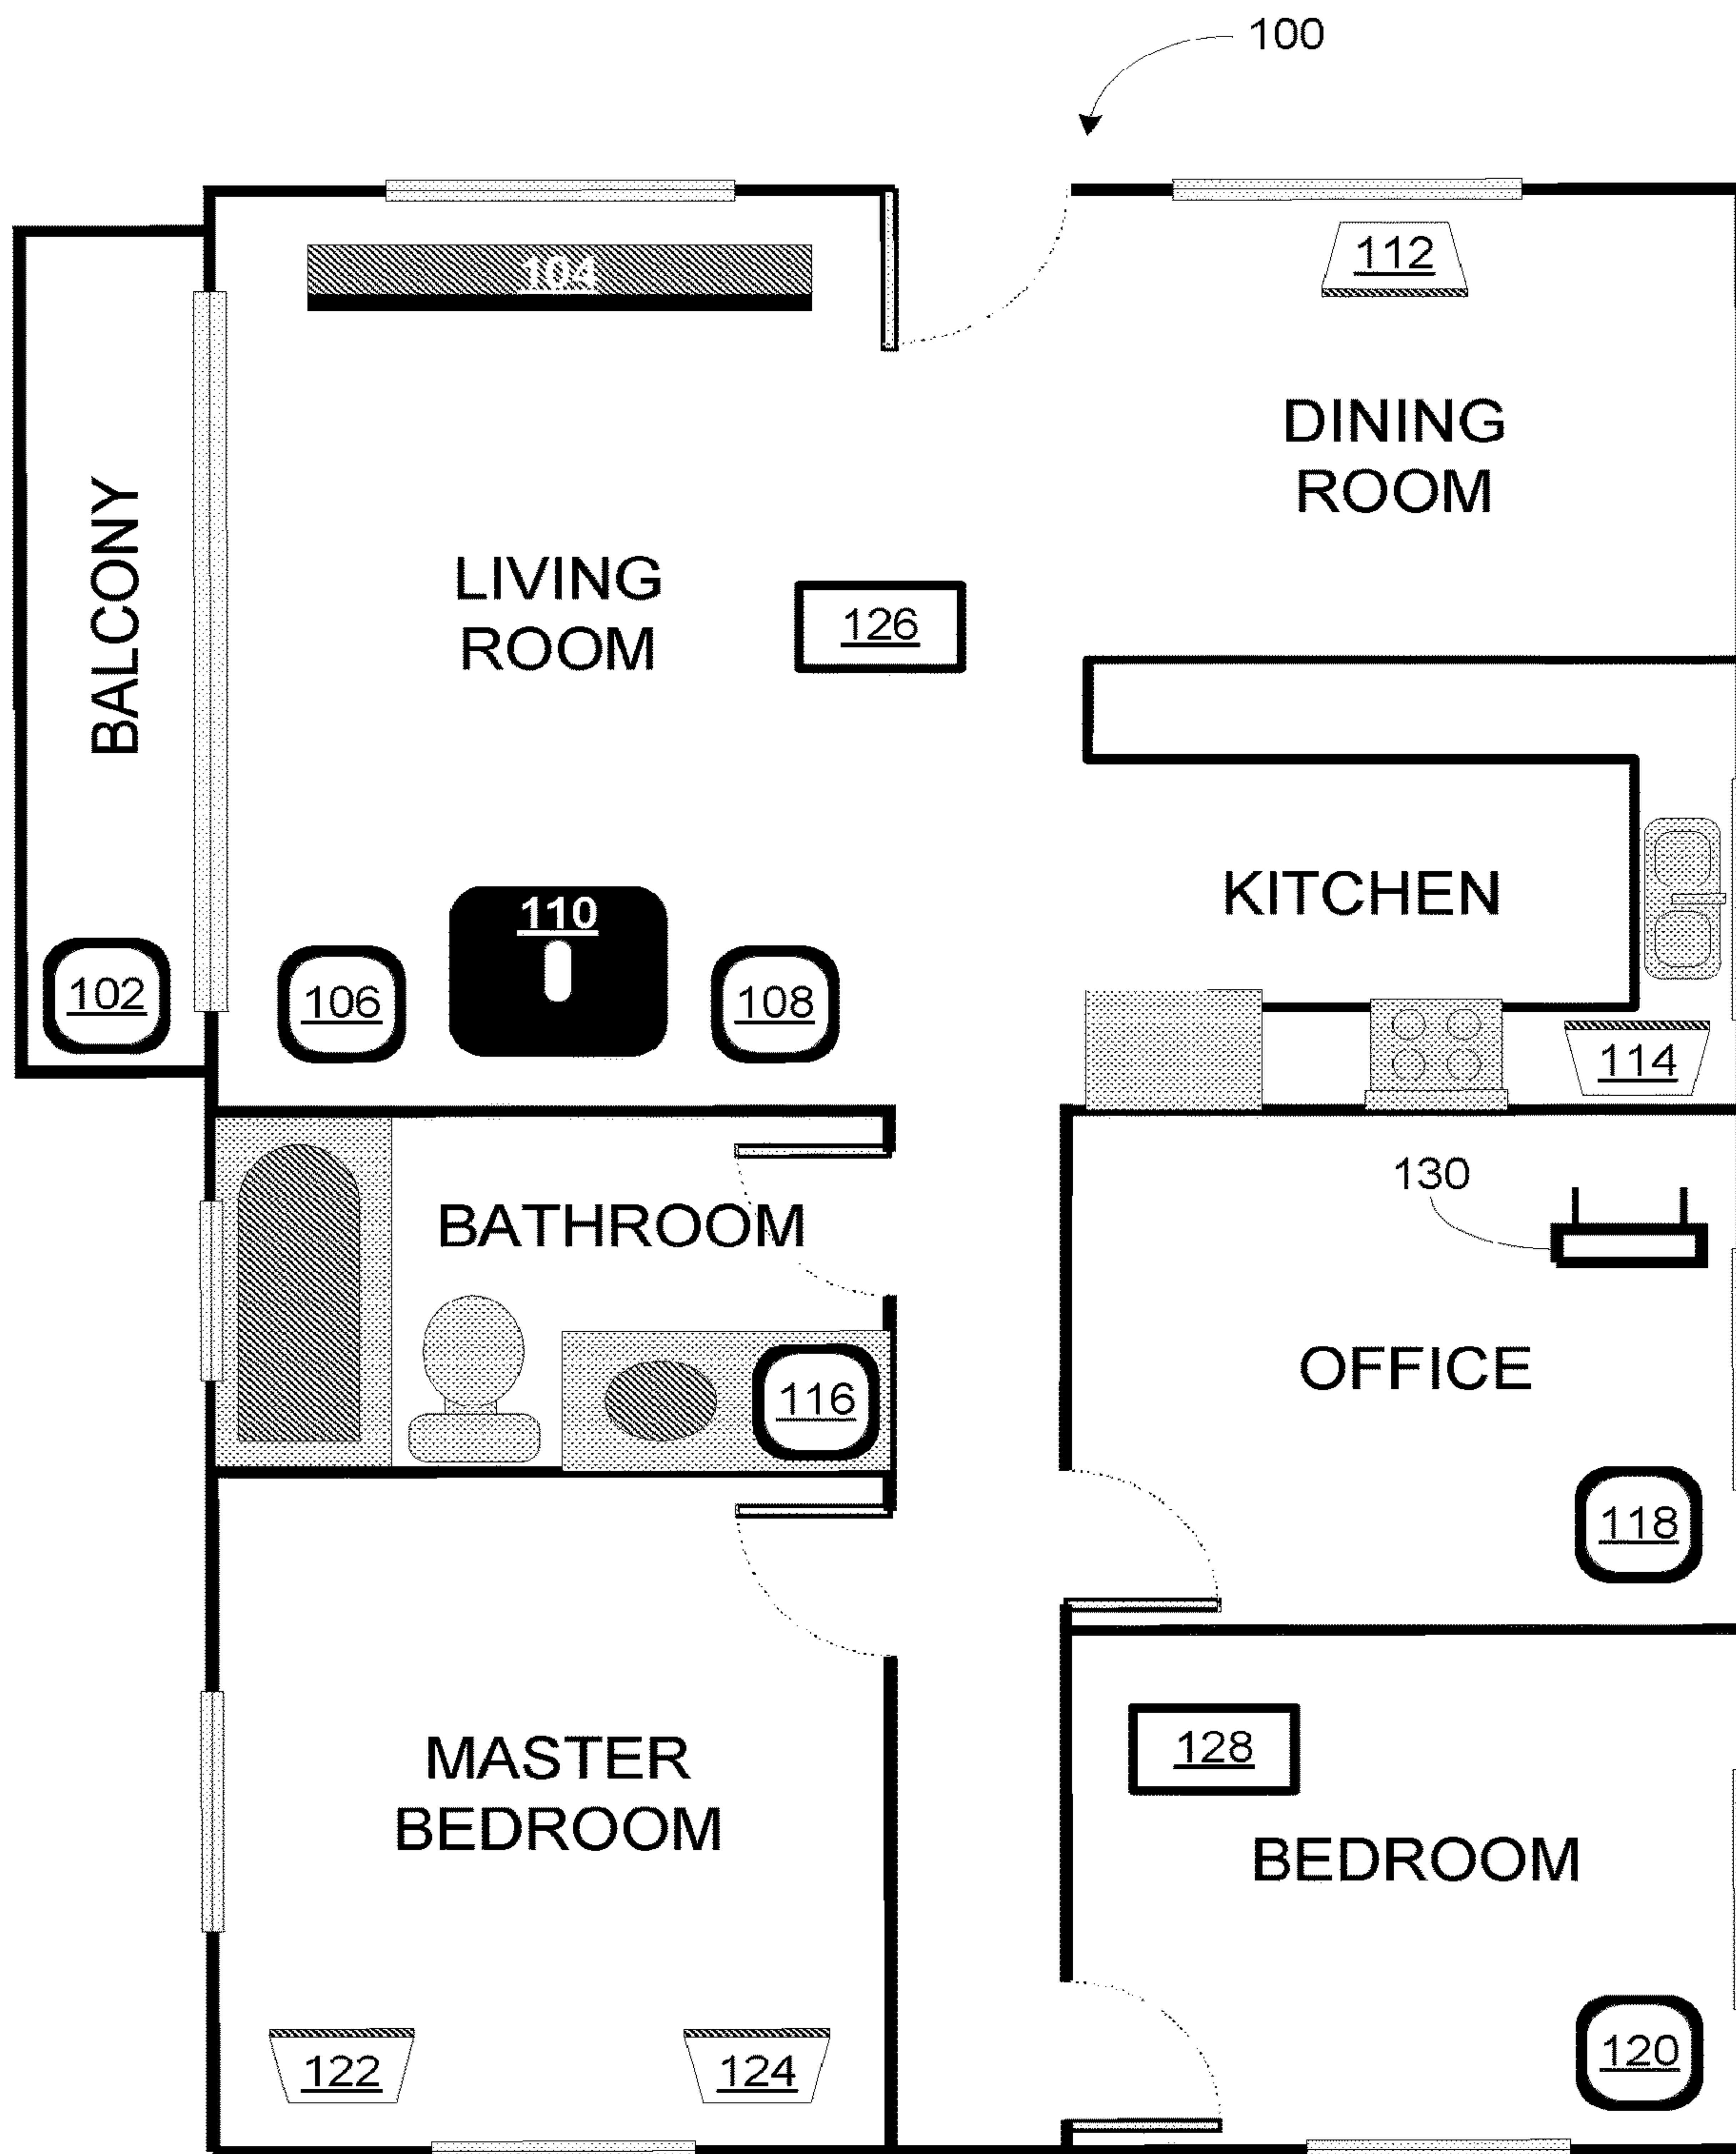 100
104
112
DINING
ROOM
BALCONY
LIVING
ROOM
126
KITCHEN
110
102
106
108
114
130
BATHROOM
OFFICE
116
118
128
MASTER
BEDROOM
BEDROOM
122
124
120